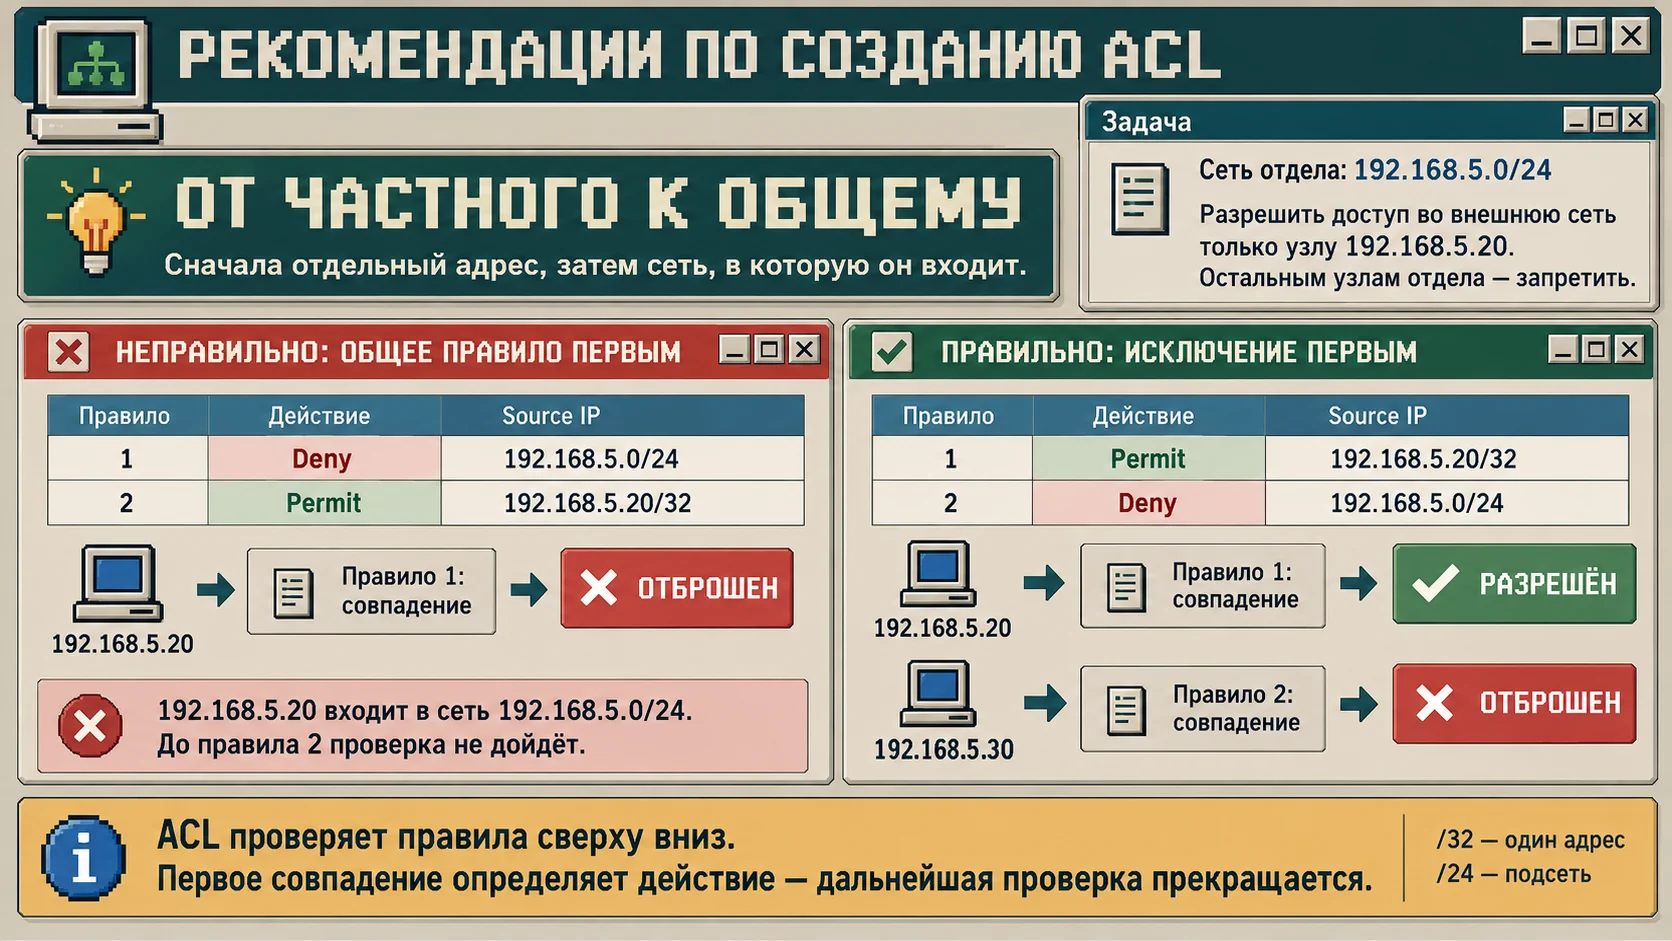 РЕКОМЕНДАЦИИ ПО СОЗДАНИЮ ACL
ОТ ЧАСТНОГО К ОБЩЕМУ
Сначала отдельный адрес, затем сеть, в которую он входит.
Задача
Сеть отдела: 192.168.5.0/24
Разрешить доступ во внешнюю сеть
только узлу 192.168.5.20.
Остальным узлам отдела — запретить.
НЕПРАВИЛЬНО: ОБЩЕЕ ПРАВИЛО ПЕРВЫМ
Правило Действие Source IP
1 Deny 192.168.5.0/24
2 Permit 192.168.5.20/32
192.168.5.20
Правило 1:
совпадение
ОТБРОШЕН
192.168.5.20 входит в сеть 192.168.5.0/24.
До правила 2 проверка не дойдёт.
ПРАВИЛЬНО: ИСКЛЮЧЕНИЕ ПЕРВЫМ
Правило Действие Source IP
1 Permit 192.168.5.20/32
2 Deny 192.168.5.0/24
192.168.5.20
Правило 1:
совпадение
РАЗРЕШЁН
192.168.5.30
Правило 2:
совпадение
ОТБРОШЕН
ACL проверяет правила сверху вниз.
Первое совпадение определяет действие — дальнейшая проверка прекращается.
/32 — один адрес
/24 — подсеть